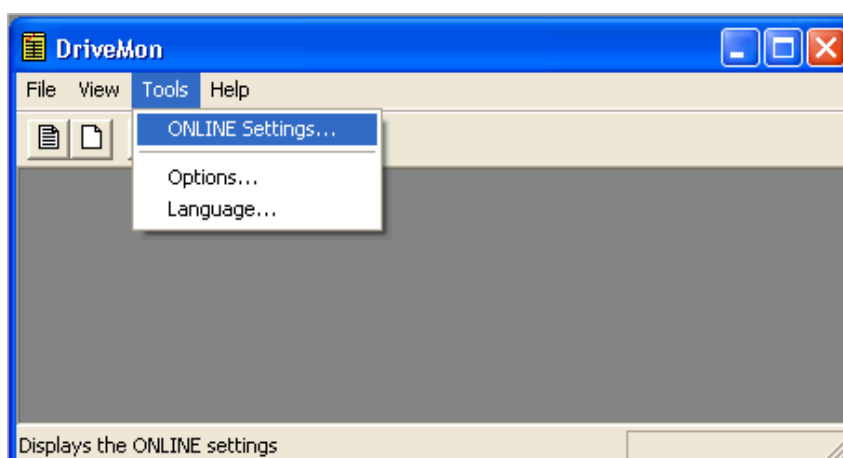 DriveMon
File View Tools Help
ONLINE Settings...
Options...
Language...
Displays the ONLINE settings